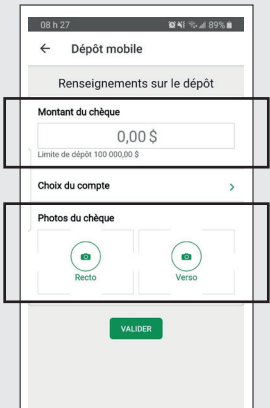 08 h 27 89%
Dépôt mobile
Renseignements sur le dépôt
Montant du chèque
0,00 $
Limite de dépôt 100 000,00 $
Choix du compte
Photos du chèque
Recto Verso
VALIDER